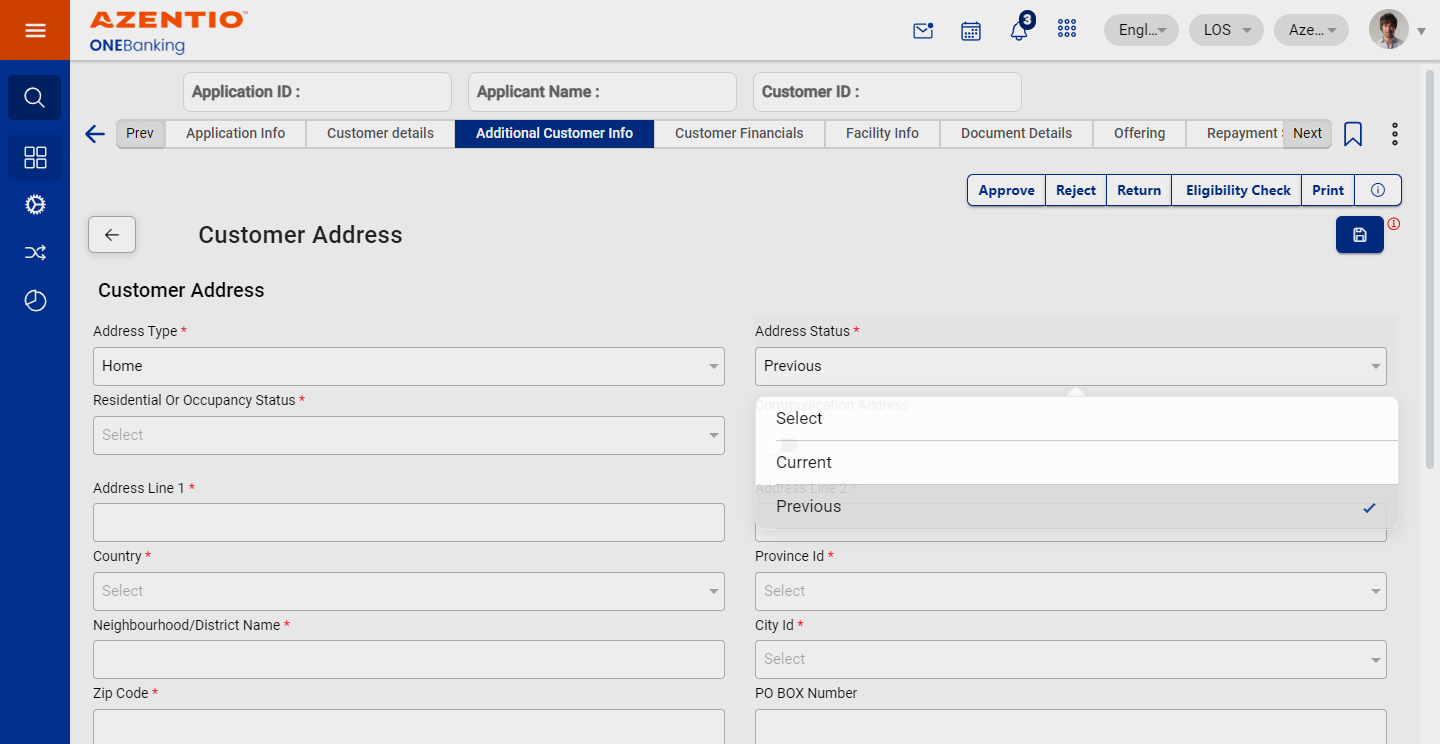 AZENTIO™
ONEBanking
3
Engl...
LOS
Aze...
Application ID :
Applicant Name :
Customer ID :
Prev
Application Info
Customer details
Additional Customer Info
Customer Financials
Facility Info
Document Details
Offering
Repayment
Next
Approve
Reject
Return
Eligibility Check
Print
Customer Address
Customer Address
Address Type *
Address Status *
Home
Previous
Residential Or Occupancy Status *
Communication Address
Select
Select
Current
Address Line 1 *
Address Line 2 *
Previous
Country *
Province Id *
Select
Select
Neighbourhood/District Name *
City Id *
Select
Zip Code *
PO BOX Number